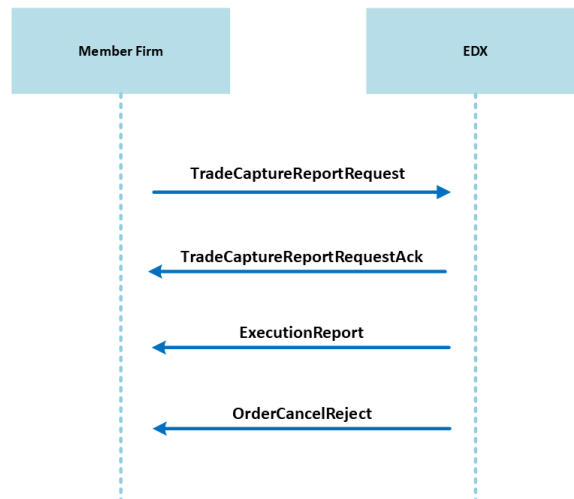 Member Firm
EDX
TradeCaptureReportRequest
TradeCaptureReportRequestAck
ExecutionReport
OrderCancelReject